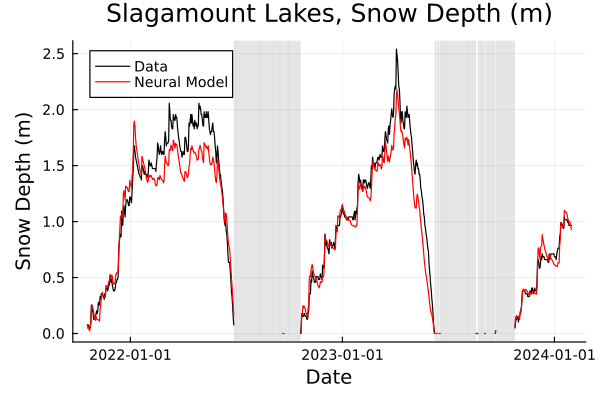 Slagamount Lakes, Snow Depth (m)
Data
Neural Model
Snow Depth (m)
2.5
2.0
1.5
1.0
0.5
0.0
2022-01-01
2023-01-01
2024-01-01
Date